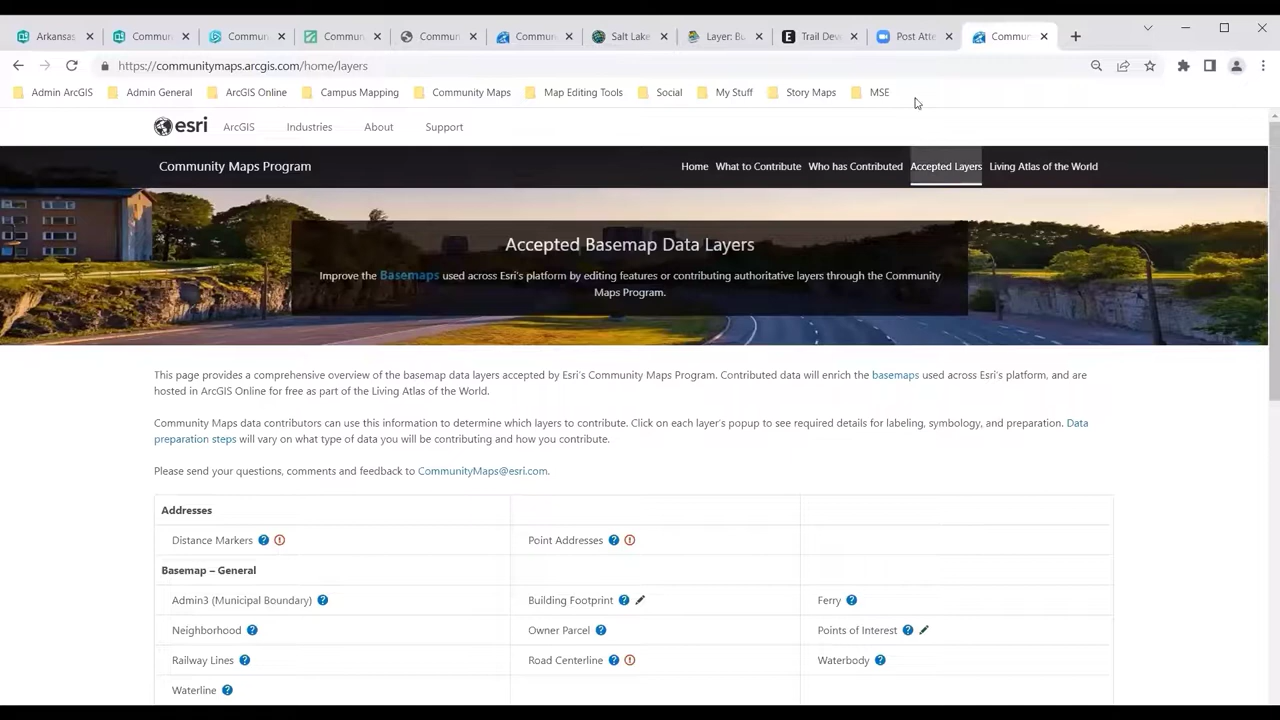 Arkansas
Commun
Commun
Commun
Commun
Commun
Salt Lake
Layer: Bu
Trail Dev
Post Atte
Commun
https://communitymaps.arcgis.com/home/layers
Admin ArcGIS
Admin General
ArcGIS Online
Campus Mapping
Community Maps
Map Editing Tools
Social
My Stuff
Story Maps
MSE
esri
ArcGIS
Industries
About
Support
Community Maps Program
Home
What to Contribute
Who has Contributed
Accepted Layers
Living Atlas of the World
Accepted Basemap Data Layers
Improve the Basemaps used across Esri's platform by editing features or contributing authoritative layers through the Community
Maps Program.
This page provides a comprehensive overview of the basemap data layers accepted by Esri's Community Maps Program. Contributed data will enrich the basemaps used across Esri's platform, and are
hosted in ArcGIS Online for free as part of the Living Atlas of the World.
Community Maps data contributors can use this information to determine which layers to contribute. Click on each layer's popup to see required details for labeling, symbology, and preparation. Data
preparation steps will vary on what type of data you will be contributing and how you contribute.
Please send your questions, comments and feedback to CommunityMaps@esri.com.
Addresses
Distance Markers
Point Addresses
Basemap – General
Admin3 (Municipal Boundary)
Building Footprint
Ferry
Neighborhood
Owner Parcel
Points of Interest
Railway Lines
Road Centerline
Waterbody
Waterline